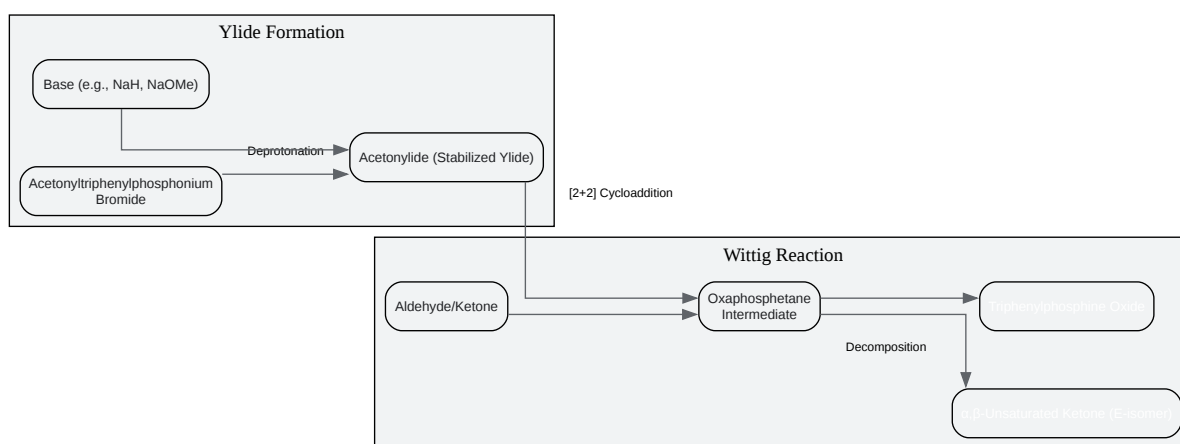 Ylide Formation
Base (e.g., NaH, NaOMe)
Deprotonation
Acetonylide (Stabilized Ylide)
Acetonyltriphenylphosphonium
Bromide
[2+2] Cycloaddition
Wittig Reaction
Aldehyde/Ketone
Oxaphosphetane
Intermediate
Triphenylphosphine Oxide
Decomposition
α,β-Unsaturated Ketone (E-isomer)